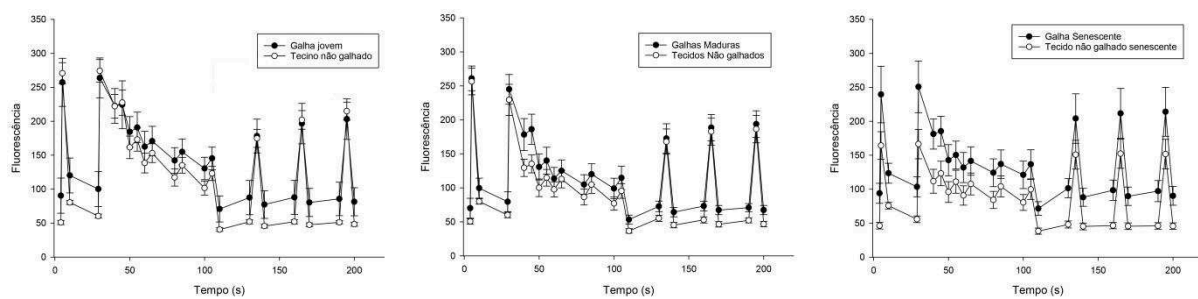 350
300
250
200
150
100
50
0
Fluorescência
Galha jovem
Tecino não galhado
0 50 100 150 200
Tempo (s)
350
300
250
200
150
100
50
0
Fluorescência
Galhas Maduras
Tecidos Não galhados
0 50 100 150 200
Tempo (s)
350
300
250
200
150
100
50
0
Fluorescência
Galha Senescente
Tecido não galhado senescente
0 50 100 150 200
Tempo (s)